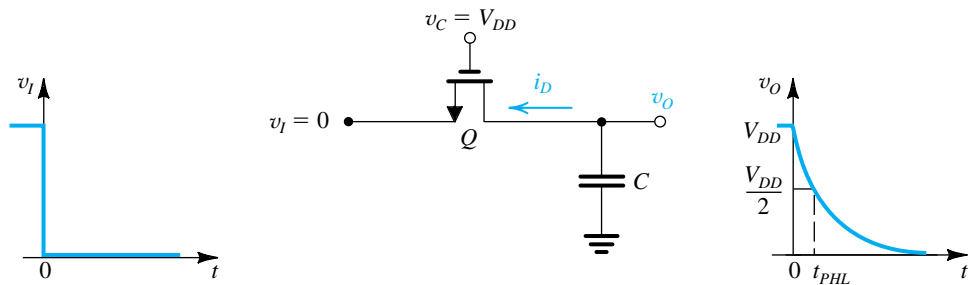 v_I
0
t
v_C = V_DD
v_I = 0
Q
i_D
v_O
C
v_O
V_DD
V_DD
2
0
t_PHL
t